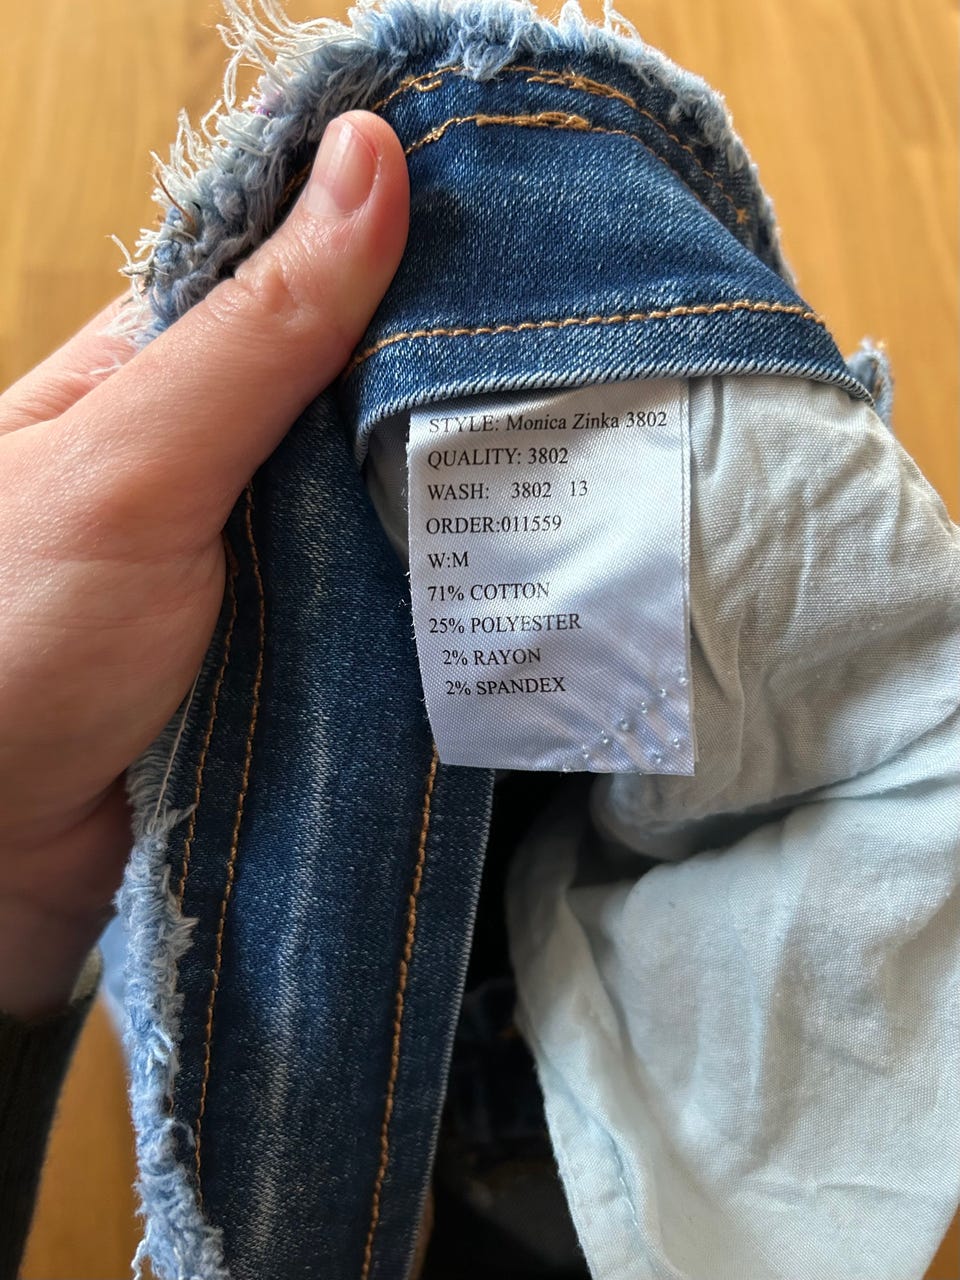 STYLE: Monica Zinka 3802
QUALITY: 3802
WASH: 3802 13
ORDER:011559
W:M
71% COTTON
25% POLYESTER
2% RAYON
2% SPANDEX